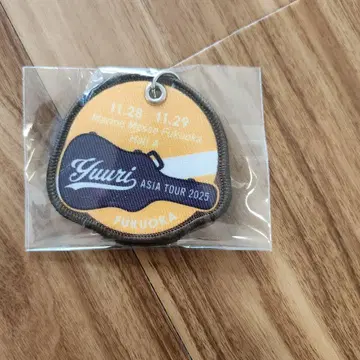 11.28 11.29
Marine Messe Fukuoka
Hall A
Yuuri
ASIA TOUR 2025
FUKUOKA